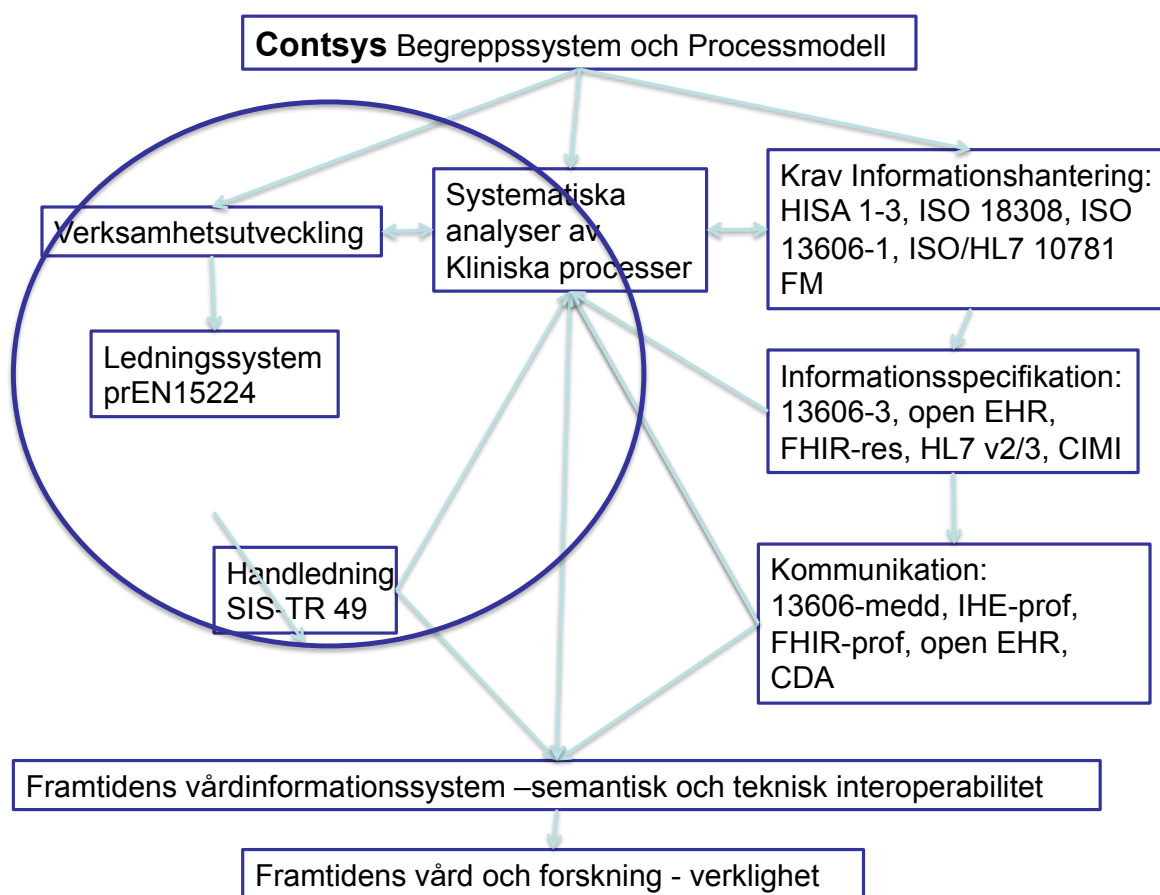 Contsys Begreppssystem och Processmodell
Verksamhetsutveckling
Systematiska
analyser av
Kliniska processer
Krav Informationshantering:
HISA 1-3, ISO 18308, ISO
13606-1, ISO/HL7 10781
FM
Ledningssystem
prEN15224
Informationsspecifikation:
13606-3, open EHR,
FHIR-res, HL7 v2/3, CIMI
Handledning
SIS-TR 49
Kommunikation:
13606-medd, IHE-prof,
FHIR-prof, open EHR,
CDA
Framtidens vårdinformationssystem –semantisk och teknisk interoperabilitet
Framtidens vård och forskning - verklighet